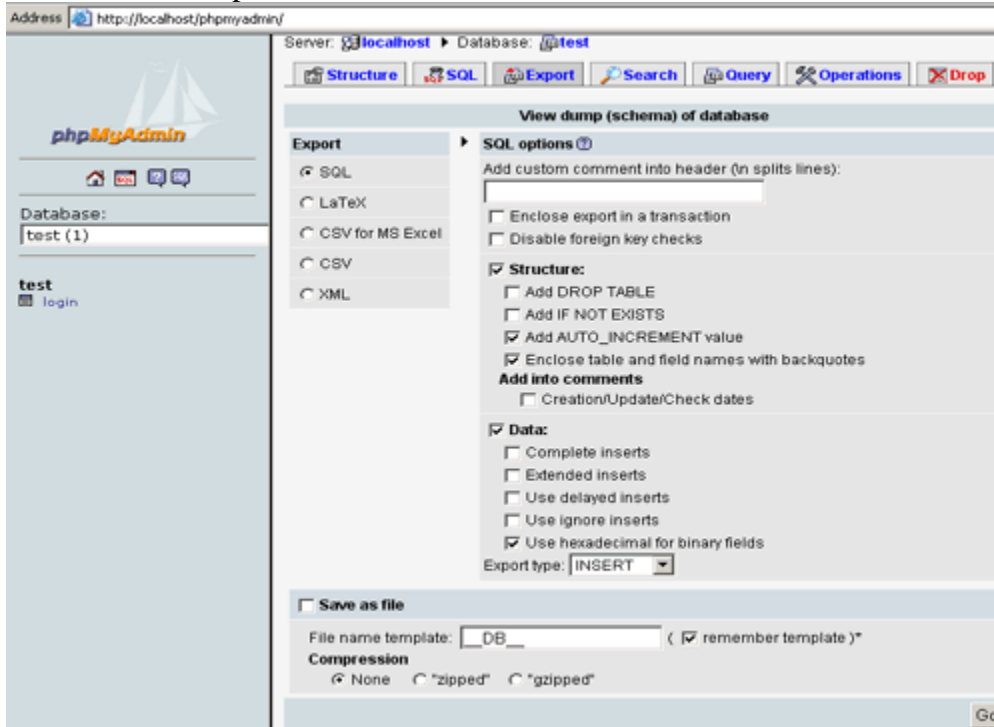 Address http://localhost/phpmyadmin/
Server: localhost ▸ Database: test
Structure SQL Export Search Query Operations Drop
phpMyAdmin
Database:
test (1)
test
login
View dump (schema) of database
Export
SQL
LaTeX
CSV for MS Excel
CSV
XML
SQL options
Add custom comment into header (\n splits lines):
Enclose export in a transaction
Disable foreign key checks
Structure:
Add DROP TABLE
Add IF NOT EXISTS
Add AUTO_INCREMENT value
Enclose table and field names with backquotes
Add into comments
Creation/Update/Check dates
Data:
Complete inserts
Extended inserts
Use delayed inserts
Use ignore inserts
Use hexadecimal for binary fields
Export type: INSERT
Save as file
File name template: __DB__ ( remember template )*
Compression
None "zipped" "gzipped"
Go